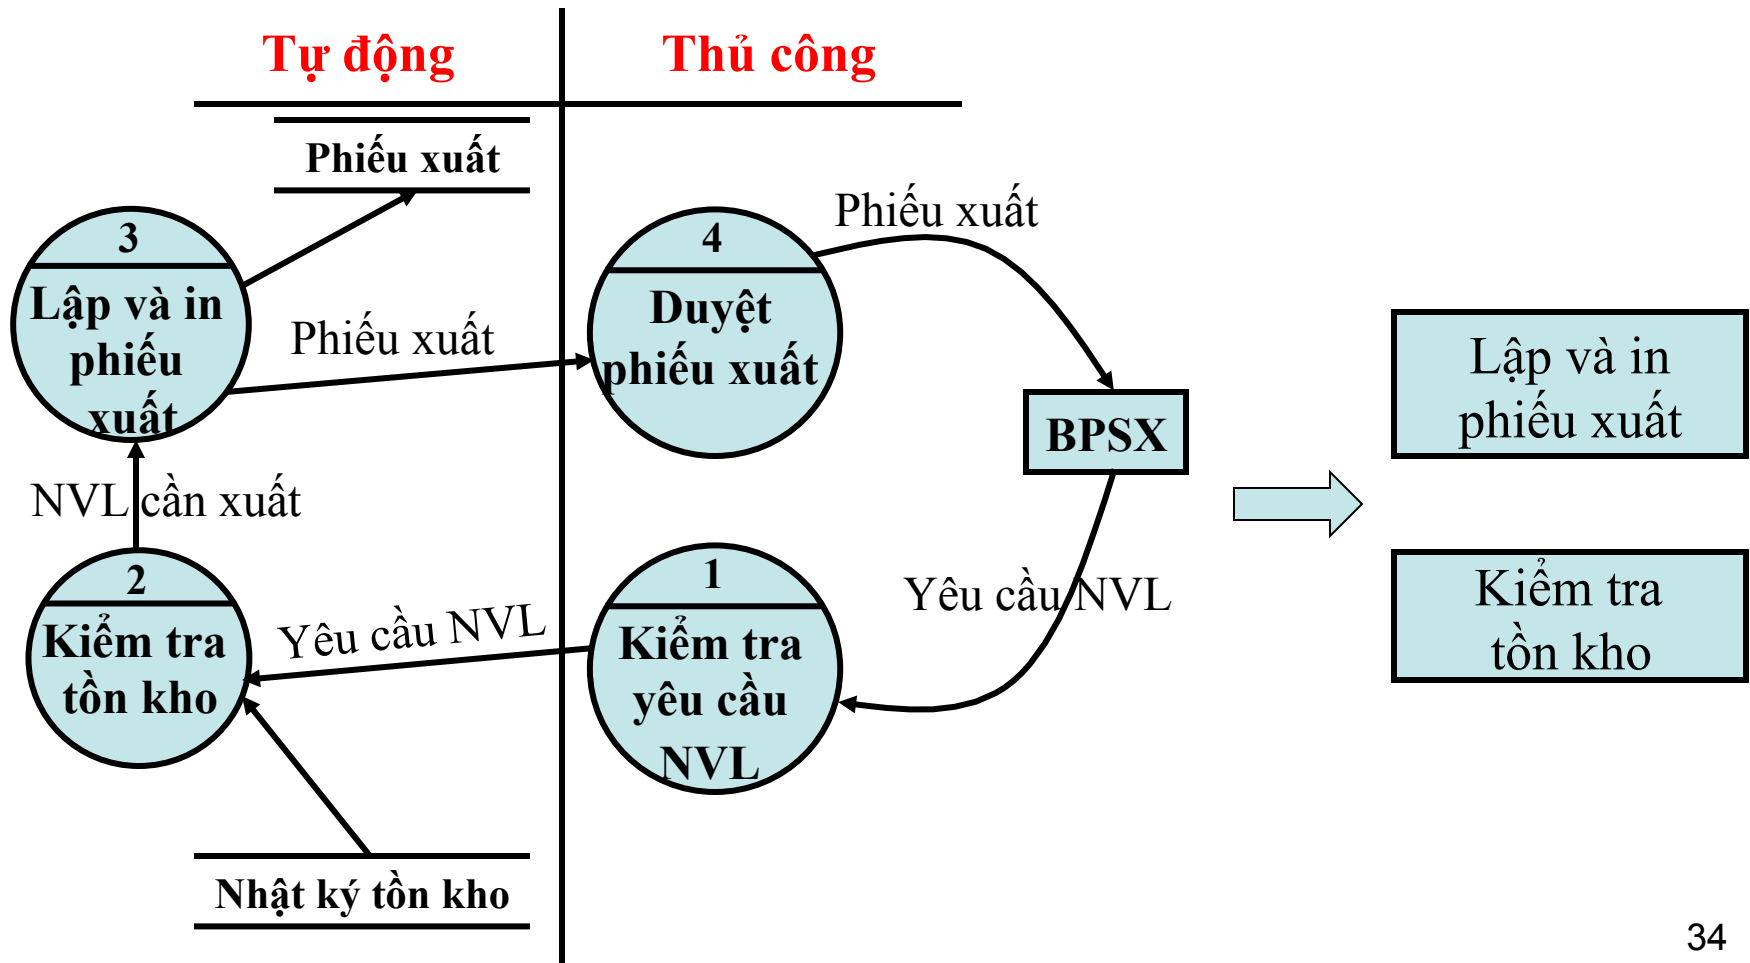 Tự động
Thủ công
Phiếu xuất
3
Lập và in
phiếu
xuất
Phiếu xuất
4
Duyệt
phiếu xuất
Phiếu xuất
BPSX
Lập và in
phiếu xuất
NVL cần xuất
2
Kiểm tra
tồn kho
Yêu cầu NVL
1
Kiểm tra
yêu cầu
NVL
Yêu cầu NVL
Kiểm tra
tồn kho
Nhật ký tồn kho
34